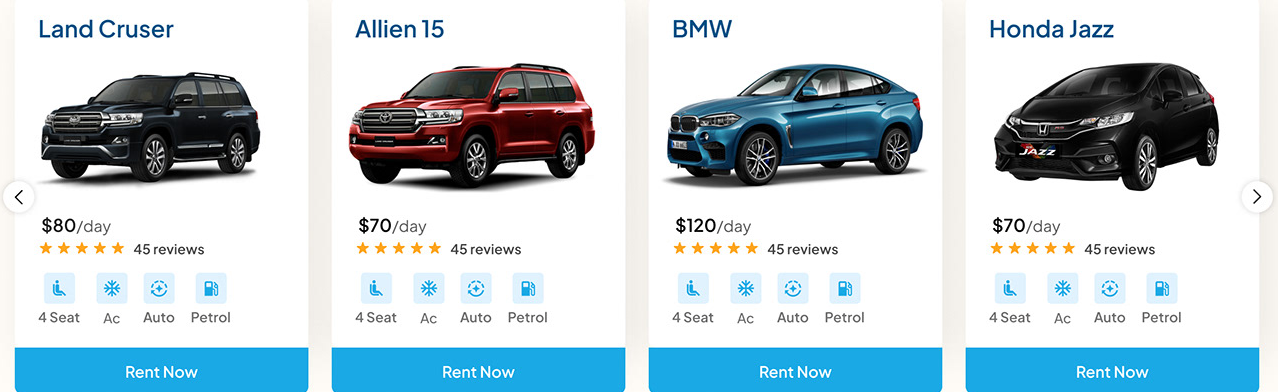 Land Cruser
$80/day
45 reviews
4 Seat Ac Auto Petrol
Rent Now
Allien 15
$70/day
45 reviews
4 Seat Ac Auto Petrol
Rent Now
BMW
$120/day
45 reviews
4 Seat Ac Auto Petrol
Rent Now
Honda Jazz
JAZZ
$70/day
45 reviews
4 Seat Ac Auto Petrol
Rent Now